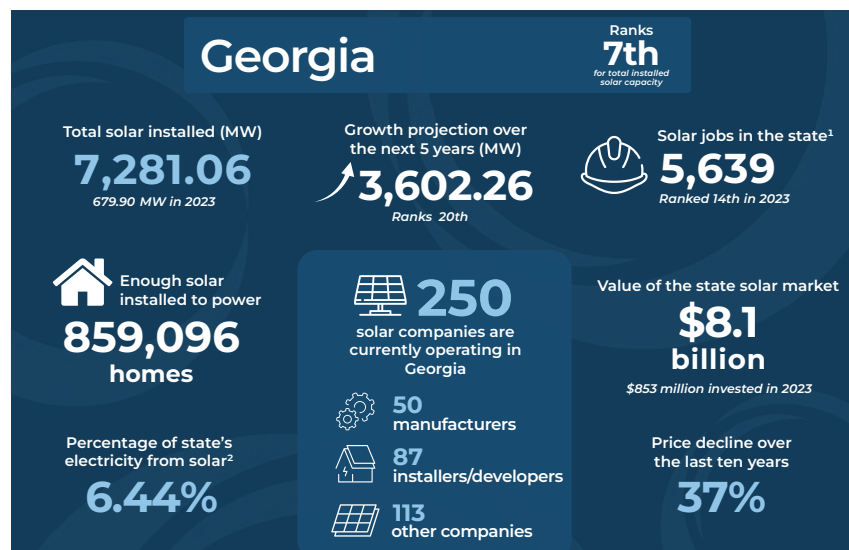 Georgia
Ranks
7th
for total installed
solar capacity
Total solar installed (MW)
7,281.06
679.90 MW in 2023
Growth projection over
the next 5 years (MW)
3,602.26
Ranks 20th
Solar jobs in the state¹
5,639
Ranked 14th in 2023
Enough solar
installed to power
859,096
homes
250
solar companies are
currently operating in
Georgia
50
manufacturers
87
installers/developers
113
other companies
Value of the state solar market
$8.1
billion
$853 million invested in 2023
Percentage of state's
electricity from solar²
6.44%
Price decline over
the last ten years
37%